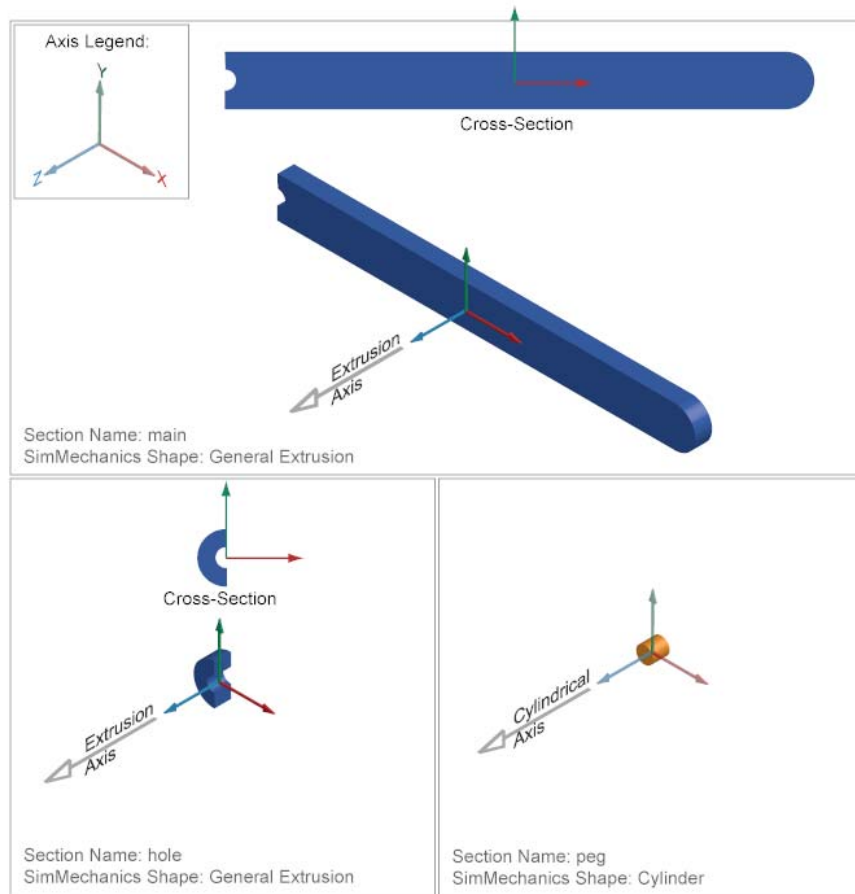 Axis Legend:
Y
Z
X
Cross-Section
Extrusion
Axis
Section Name: main
SimMechanics Shape: General Extrusion
Cross-Section
Extrusion
Axis
Section Name: hole
SimMechanics Shape: General Extrusion
Cylindrical
Axis
Section Name: peg
SimMechanics Shape: Cylinder